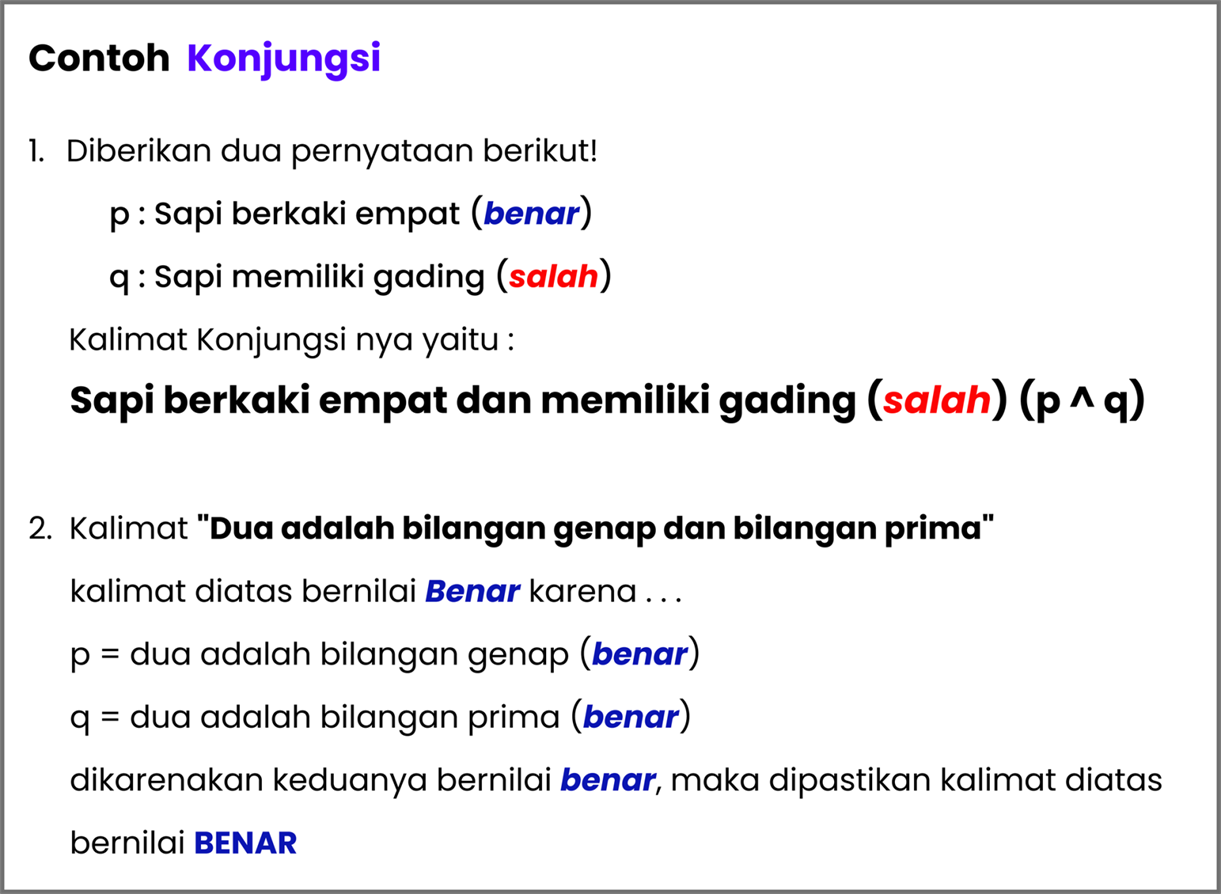 Contoh Konjungsi
1. Diberikan dua pernyataan berikut!
p : Sapi berkaki empat (benar)
q : Sapi memiliki gading (salah)
Kalimat Konjungsi nya yaitu :
Sapi berkaki empat dan memiliki gading (salah) (p ^ q)
2. Kalimat "Dua adalah bilangan genap dan bilangan prima"
kalimat diatas bernilai Benar karena . . .
p = dua adalah bilangan genap (benar)
q = dua adalah bilangan prima (benar)
dikarenakan keduanya bernilai benar, maka dipastikan kalimat diatas
bernilai BENAR